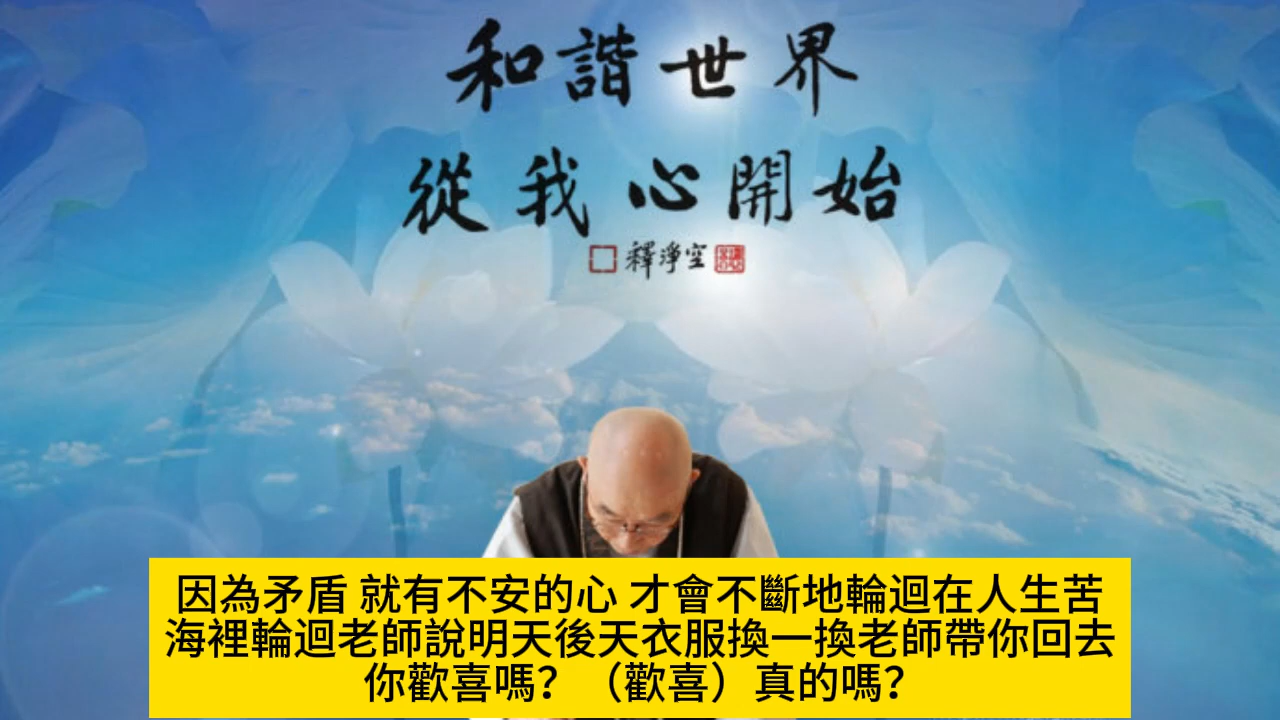 和諧世界
從我心開始
釋淨空
因為矛盾 就有不安的心 才會不斷地輪迴在人生苦
海裡輪迴老師說明天後天衣服換一換老師帶你回去
你歡喜嗎？（歡喜）真的嗎？